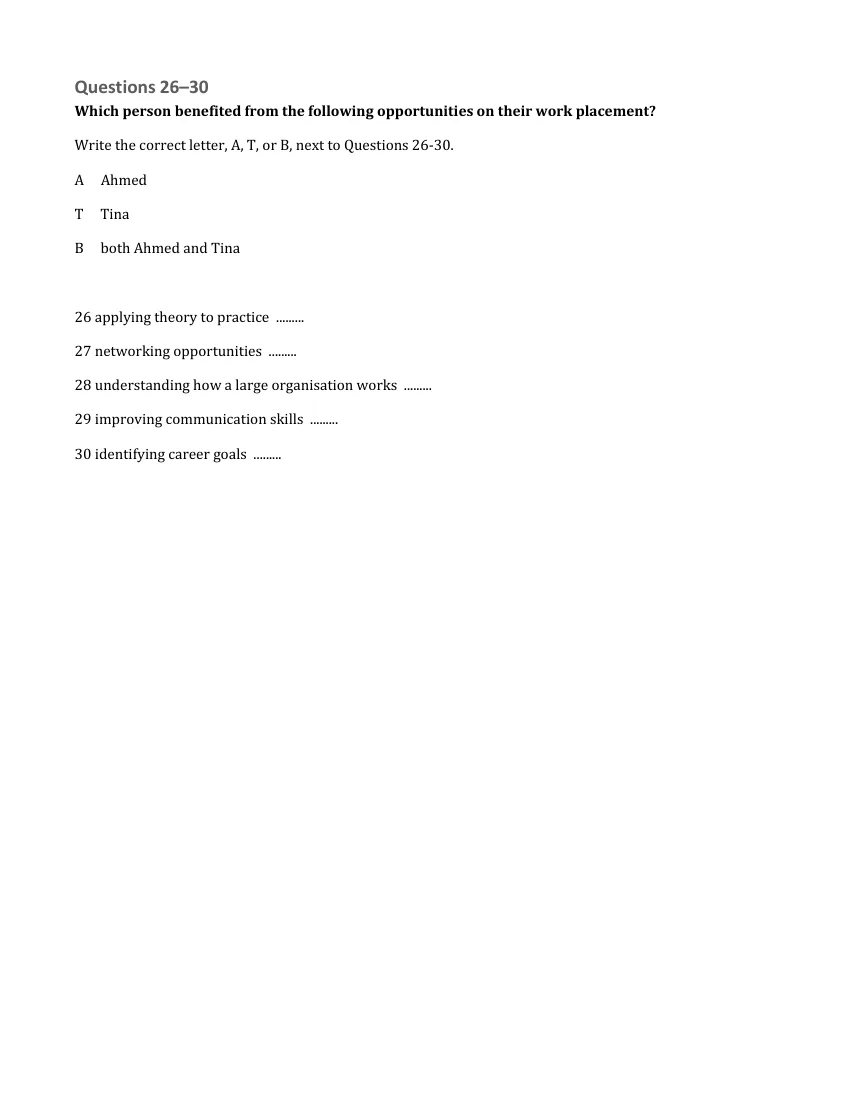 Questions 26–30
Which person benefited from the following opportunities on their work placement?
Write the correct letter, A, T, or B, next to Questions 26-30.
A Ahmed
T Tina
B both Ahmed and Tina
26 applying theory to practice .........
27 networking opportunities .........
28 understanding how a large organisation works .........
29 improving communication skills .........
30 identifying career goals .........